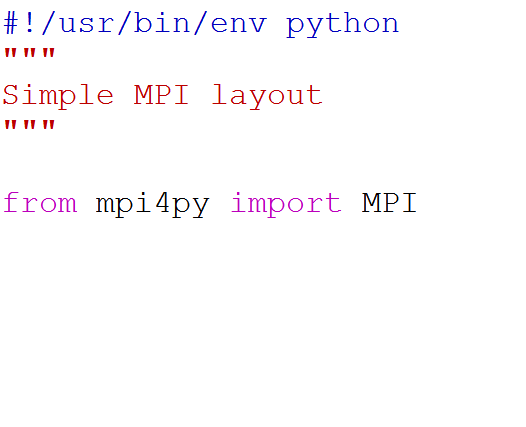 #!/usr/bin/env python
"""
Simple MPI layout
"""
from mpi4py import MPI